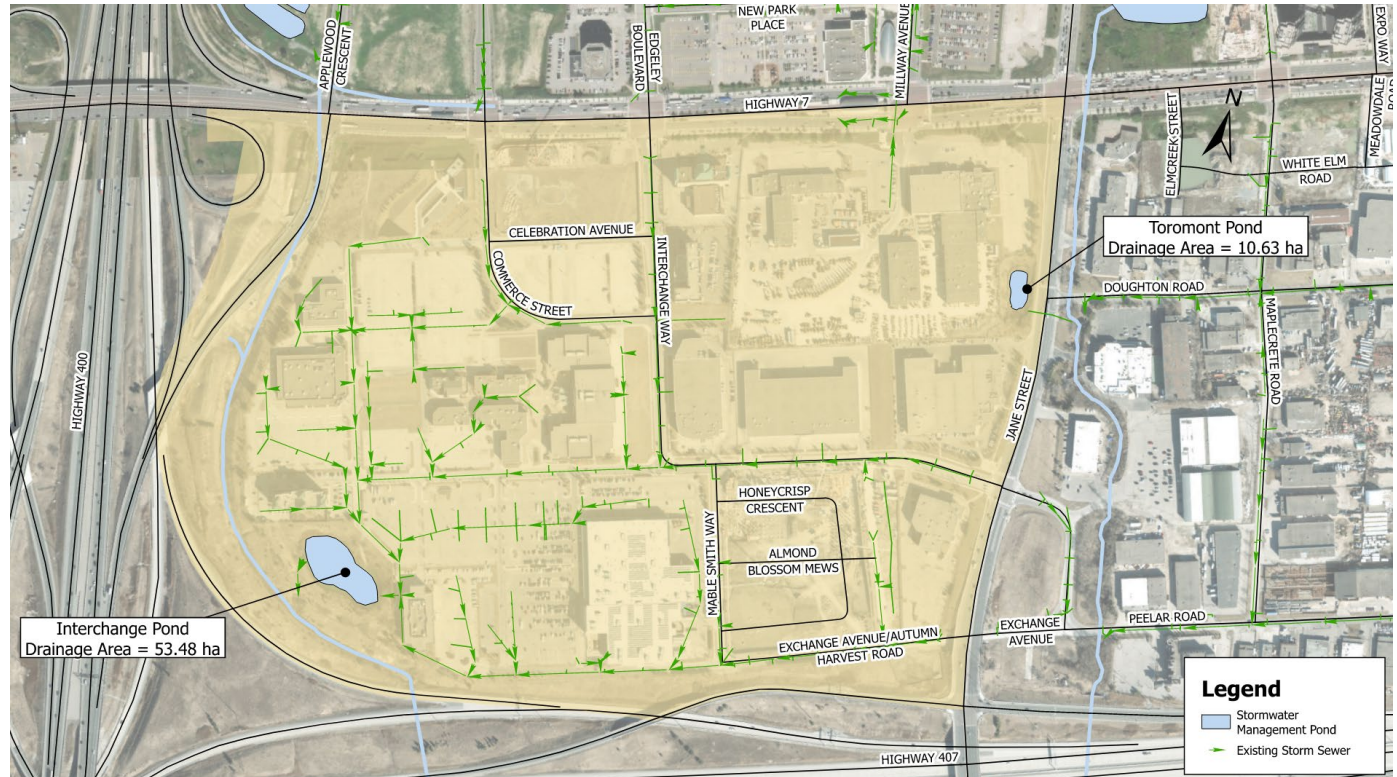 NEW PARK
PLACE
APPLEWOOD
CRESCENT
EDGELEY
BOULEVARD
MILLWAY AVENUE
EXPO WAY
HIGHWAY 7
MEADOWDALE
ROAD
ELMCREEK STREET
N
WHITE ELM
ROAD
CELEBRATION AVENUE
INTERCHANGE WAY
COMMERCE STREET
Toromont Pond
Drainage Area = 10.63 ha
DOUGHTON ROAD
MAPLECRETE ROAD
HIGHWAY 400
JANE STREET
HONEYCRISP
CRESCENT
MABLE SMITH WAY
ALMOND
BLOSSOM MEWS
Interchange Pond
Drainage Area = 53.48 ha
EXCHANGE AVENUE/AUTUMN
HARVEST ROAD
EXCHANGE
AVENUE
PEELAR ROAD
Legend
Stormwater
Management Pond
Existing Storm Sewer
HIGHWAY 407